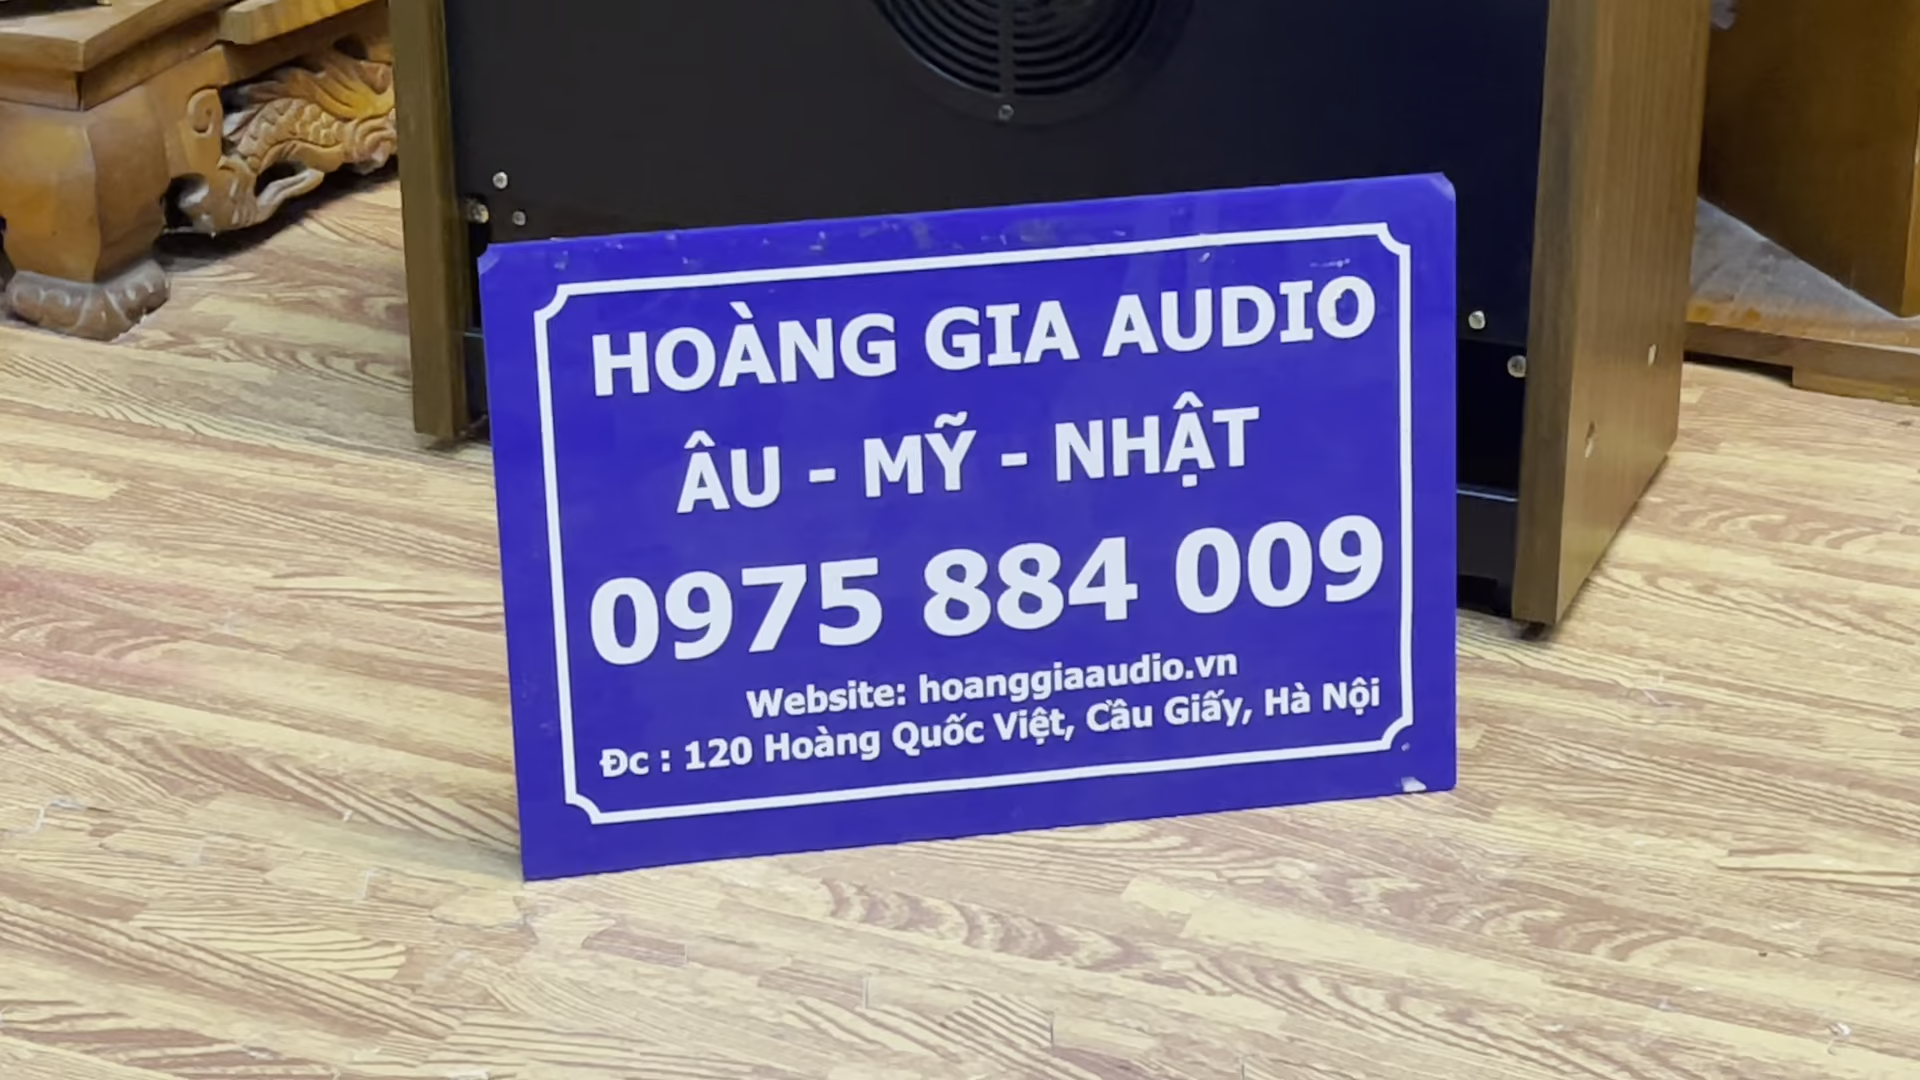 HOÀNG GIA AUDIO
ÂU - MỸ - NHẬT
0975 884 009
Website: hoanggiaaudio.vn
Đc : 120 Hoàng Quốc Việt, Cầu Giấy, Hà Nội